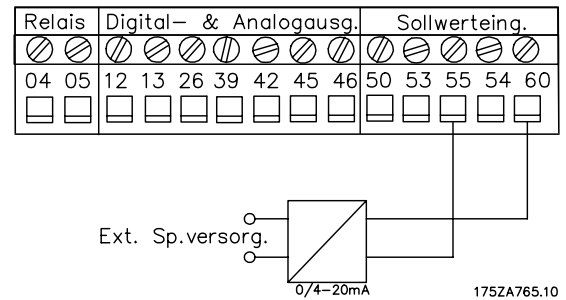 Relais Digital- & Analogausg. Sollwerteing.
04 05 12 13 26 39 42 45 46 50 53 55 54 60
Ext. Sp.versorg.
0/4-20mA
175ZA765.10